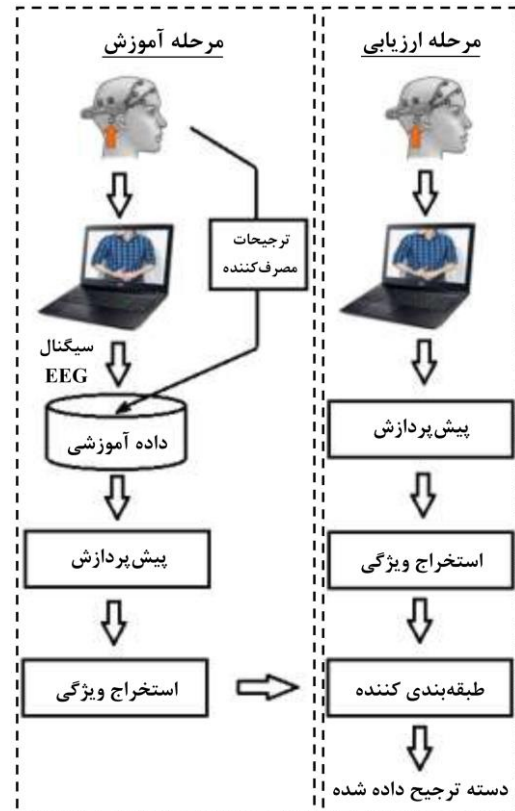 مرحله آموزش
ترجیحات
مصرف‌کننده
سیگنال
EEG
داده آموزشی
پیش‌پردازش
استخراج ویژگی
مرحله ارزیابی
پیش‌پردازش
استخراج ویژگی
طبقه‌بندی کننده
دسته ترجیح داده شده